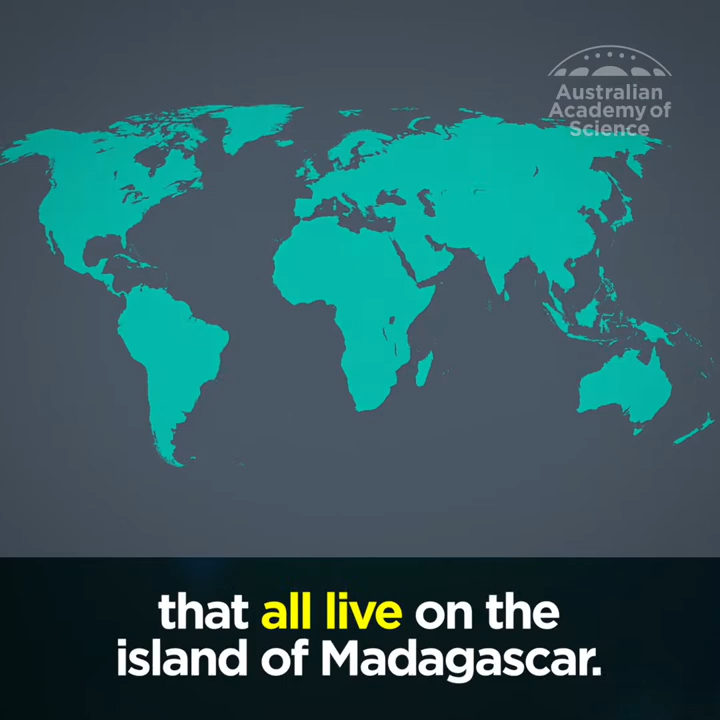 Australian
Academy of
Science
that all live on the
island of Madagascar.